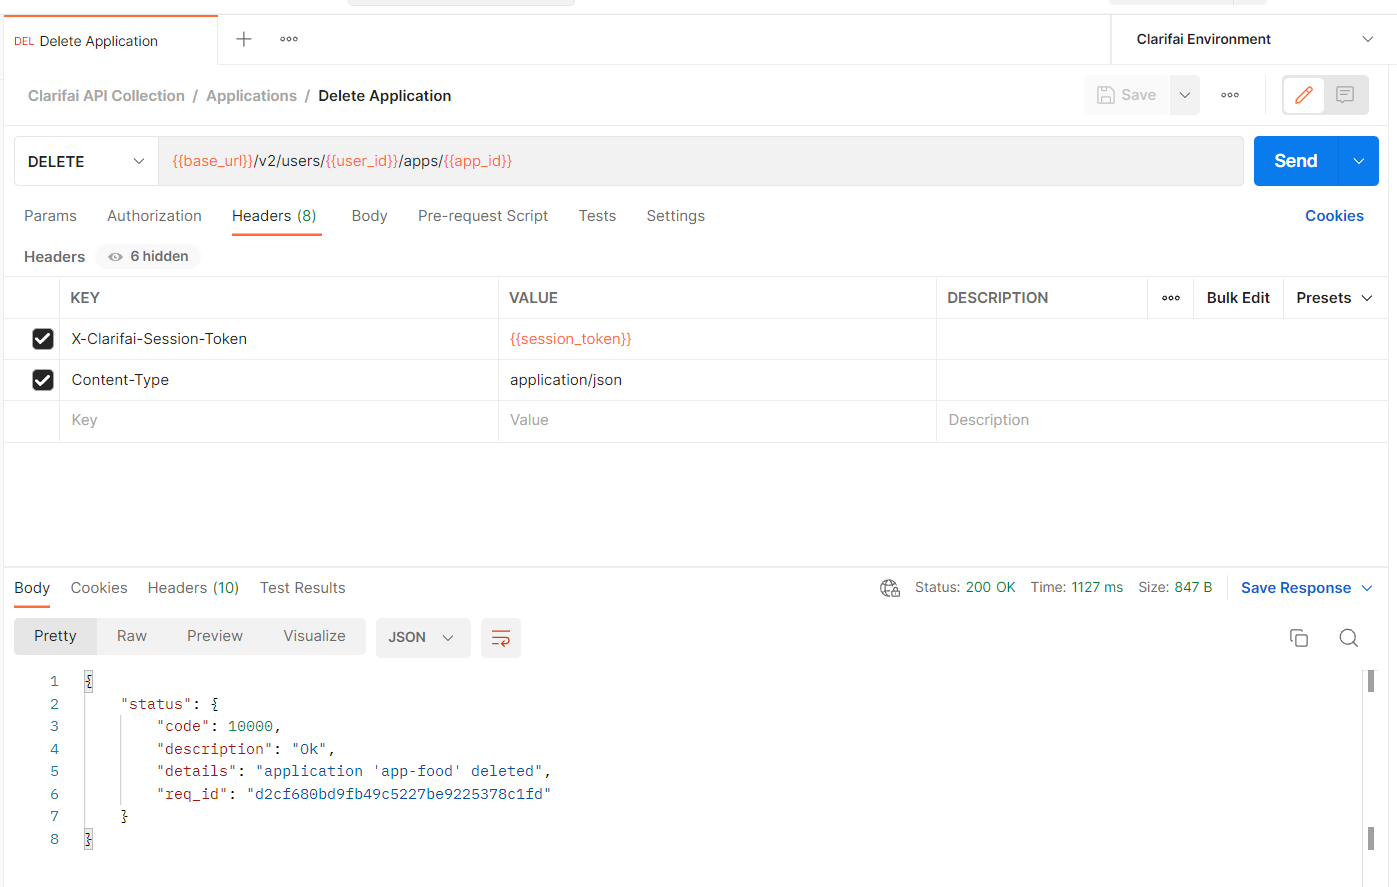 DEL Delete Application
Clarifai Environment
Clarifai API Collection / Applications / Delete Application
Save
DELETE
{{base_url}}/v2/users/{{user_id}}/apps/{{app_id}}
Send
Params Authorization Headers (8) Body Pre-request Script Tests Settings Cookies
Headers 6 hidden
KEY VALUE DESCRIPTION Bulk Edit Presets
X-Clarifai-Session-Token {{session_token}}
Content-Type application/json
Key Value Description
Body Cookies Headers (10) Test Results Status: 200 OK Time: 1127 ms Size: 847 B Save Response
Pretty Raw Preview Visualize JSON
1 {
2 "status": {
3 "code": 10000,
4 "description": "Ok",
5 "details": "application 'app-food' deleted",
6 "req_id": "d2cf680bd9fb49c5227be9225378c1fd"
7 }
8 }